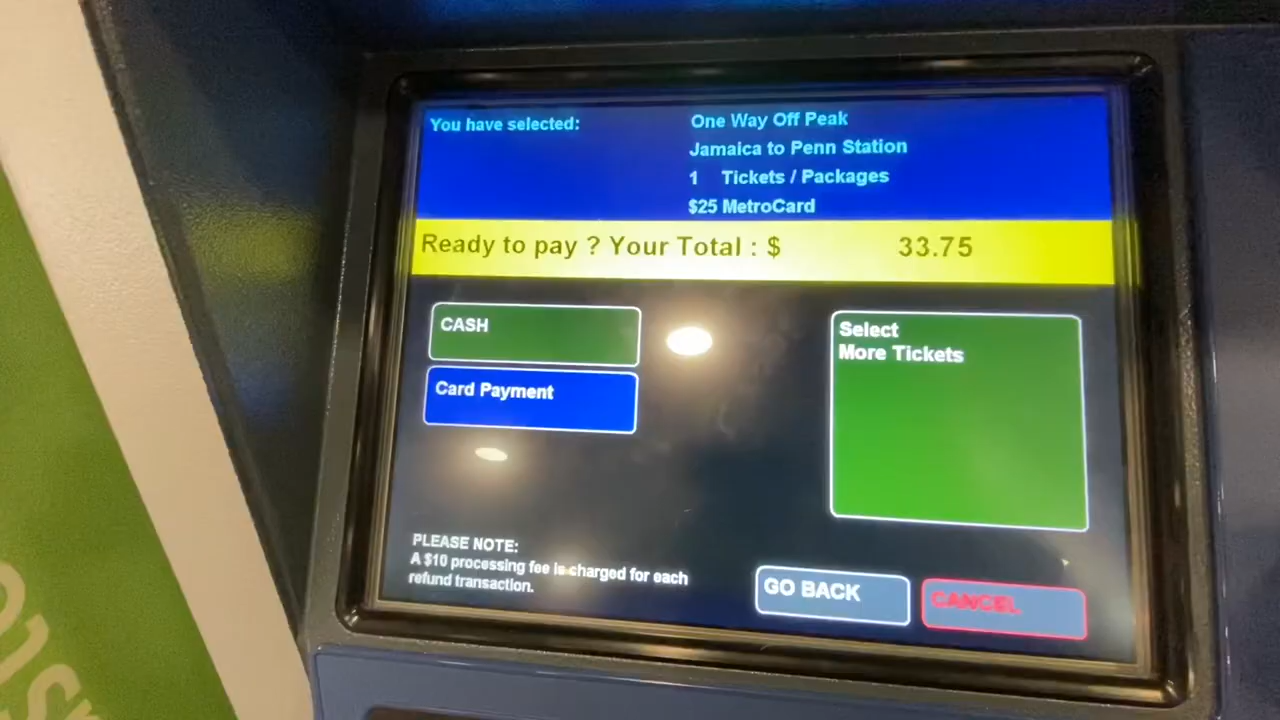 You have selected:
One Way Off Peak
Jamaica to Penn Station
1 Tickets / Packages
$25 MetroCard
Ready to pay ? Your Total : $ 33.75
CASH
Card Payment
Select
More Tickets
PLEASE NOTE:
A $10 processing fee is charged for each
refund transaction.
GO BACK
CANCEL